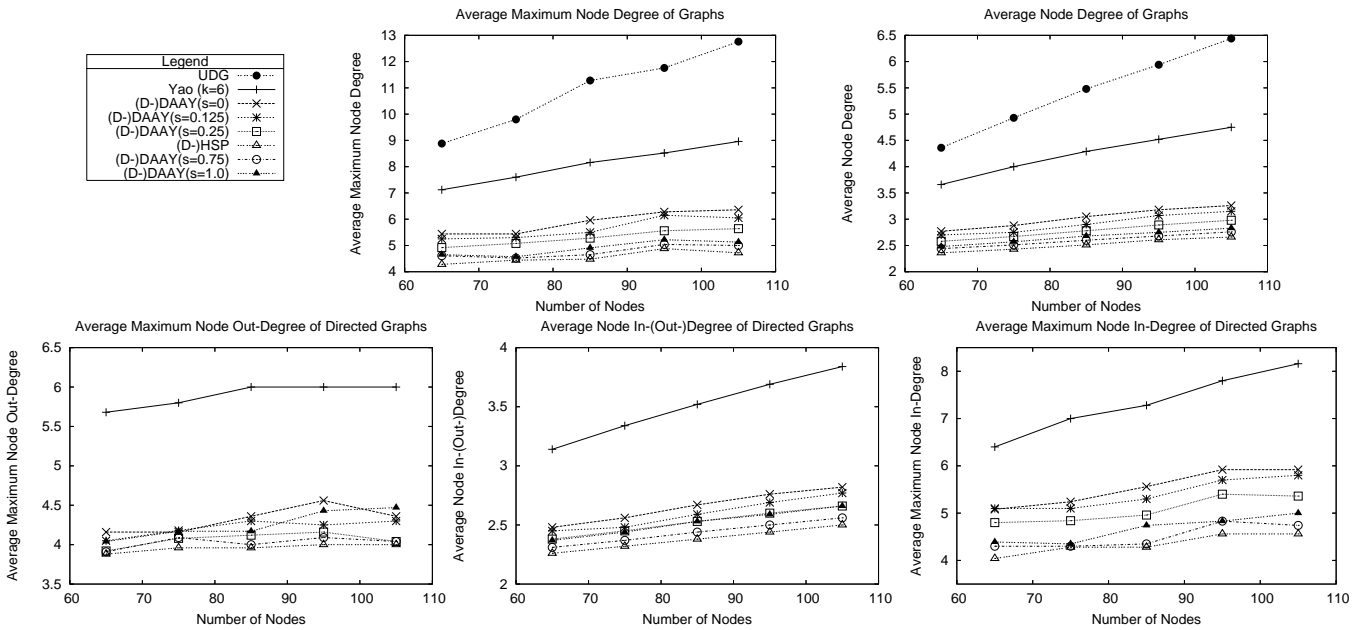 Average Maximum Node Degree of Graphs
Average Maximum Node Degree
13
12
11
10
9
8
7
6
5
4
60
70
80
90
100
110
Number of Nodes
Average Node Degree of Graphs
Average Node Degree
6.5
6
5.5
5
4.5
4
3.5
3
2.5
2
60
70
80
90
100
110
Number of Nodes
Legend
UDG
Yao (k=6)
(D-)DAAY(s=0)
(D-)DAAY(s=0.125)
(D-)DAAY(s=0.25)
(D-)HSP
(D-)DAAY(s=0.75)
(D-)DAAY(s=1.0)
Average Maximum Node Out-Degree of Directed Graphs
Average Maximum Node Out-Degree
6.5
6
5.5
5
4.5
4
3.5
60
70
80
90
100
110
Number of Nodes
Average Node In-(Out-)Degree of Directed Graphs
Average Node In-(Out-)Degree
4
3.5
3
2.5
2
60
70
80
90
100
110
Number of Nodes
Average Maximum Node In-Degree of Directed Graphs
Average Maximum Node In-Degree
8
7
6
5
4
60
70
80
90
100
110
Number of Nodes